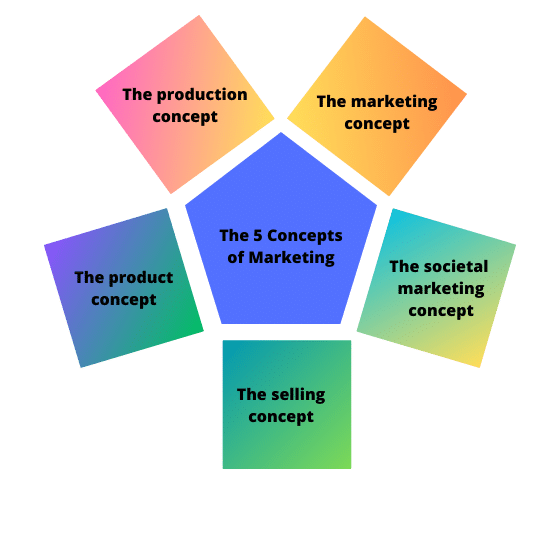 The production
concept
The marketing
concept
The 5 Concepts
of Marketing
The product
concept
The societal
marketing
concept
The selling
concept